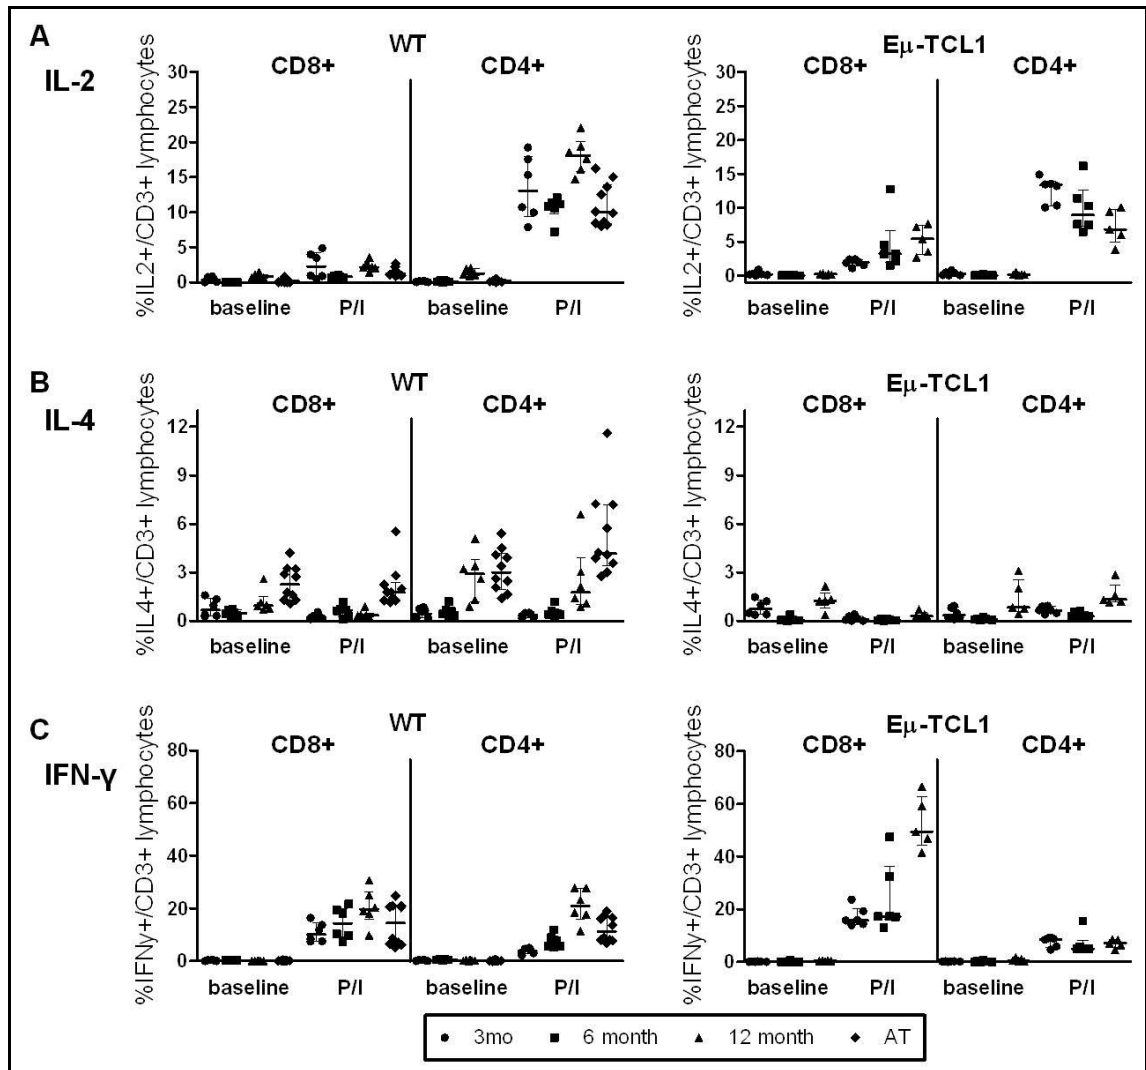 A
IL-2
WT
CD8+ CD4+
%IL2+/CD3+ lymphocytes
30
25
20
15
10
5
0
baseline P/I baseline P/I
Eμ-TCL1
CD8+ CD4+
%IL2+/CD3+ lymphocytes
30
25
20
15
10
5
0
baseline P/I baseline P/I
B
IL-4
WT
CD8+ CD4+
%IL4+/CD3+ lymphocytes
12
9
6
3
0
baseline P/I baseline P/I
Eμ-TCL1
CD8+ CD4+
%IL4+/CD3+ lymphocytes
12
9
6
3
0
baseline P/I baseline P/I
C
IFN-γ
WT
CD8+ CD4+
%IFNγ+/CD3+ lymphocytes
80
60
40
20
0
baseline P/I baseline P/I
Eμ-TCL1
CD8+ CD4+
%IFNγ+/CD3+ lymphocytes
80
60
40
20
0
baseline P/I baseline P/I
3mo 6 month 12 month AT